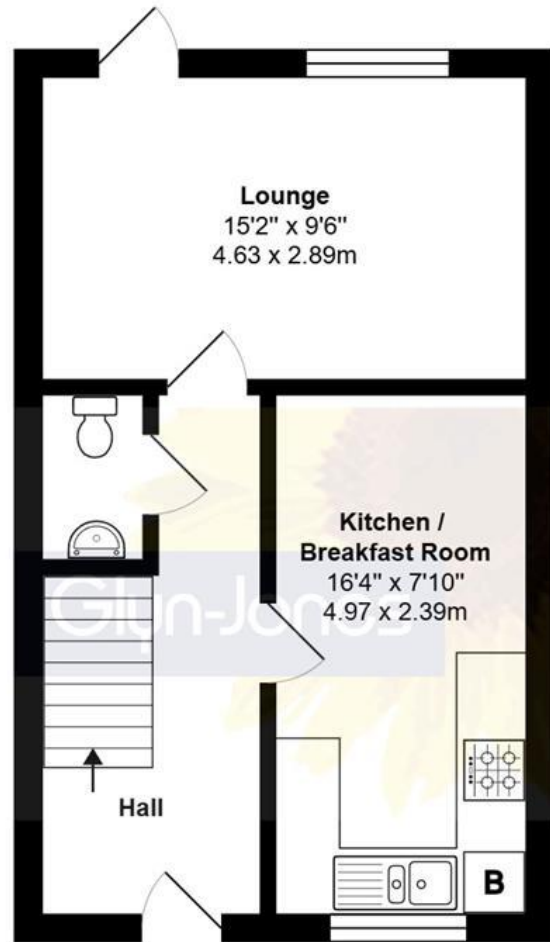 Lounge
15'2" x 9'6"
4.63 x 2.89m
Kitchen /
Breakfast Room
16'4" x 7'10"
4.97 x 2.39m
Glyn-Jones
Hall
B